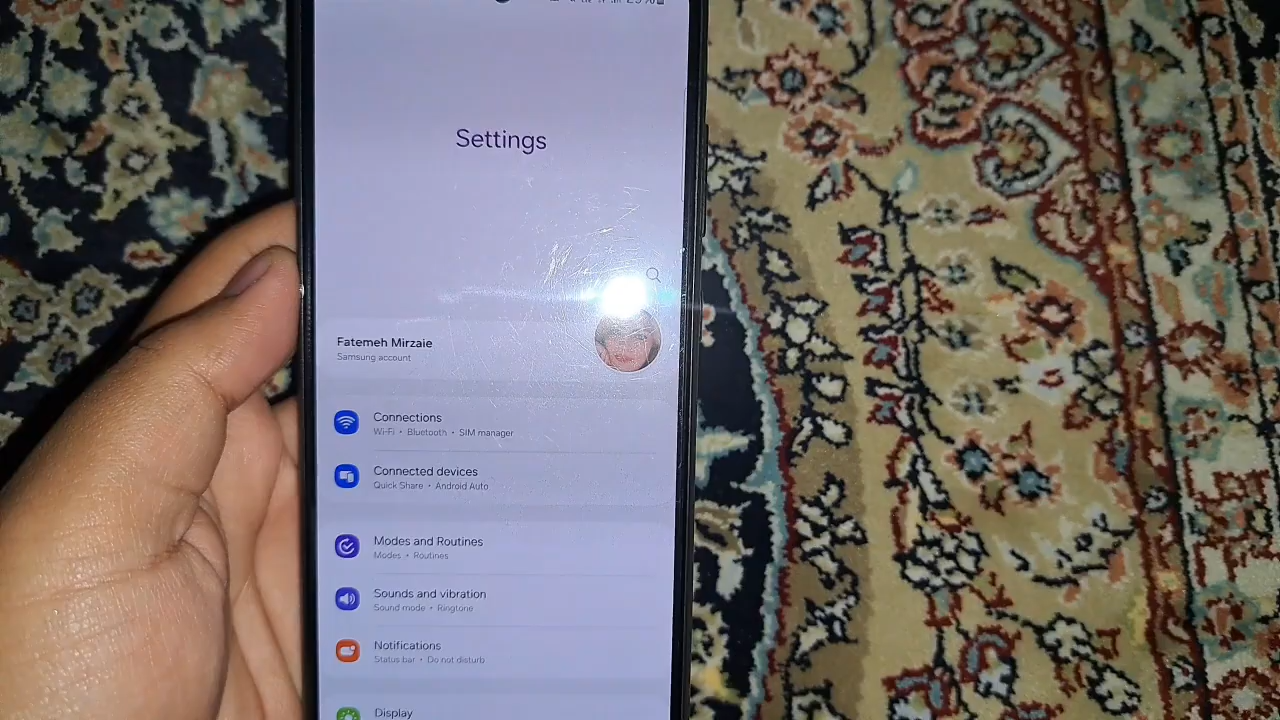 Settings
Fatemeh Mirzaie
Samsung account
Connections
Wi-Fi • Bluetooth • SIM manager
Connected devices
Quick Share • Android Auto
Modes and Routines
Modes • Routines
Sounds and vibration
Sound mode • Ringtone
Notifications
Status bar • Do not disturb
Display